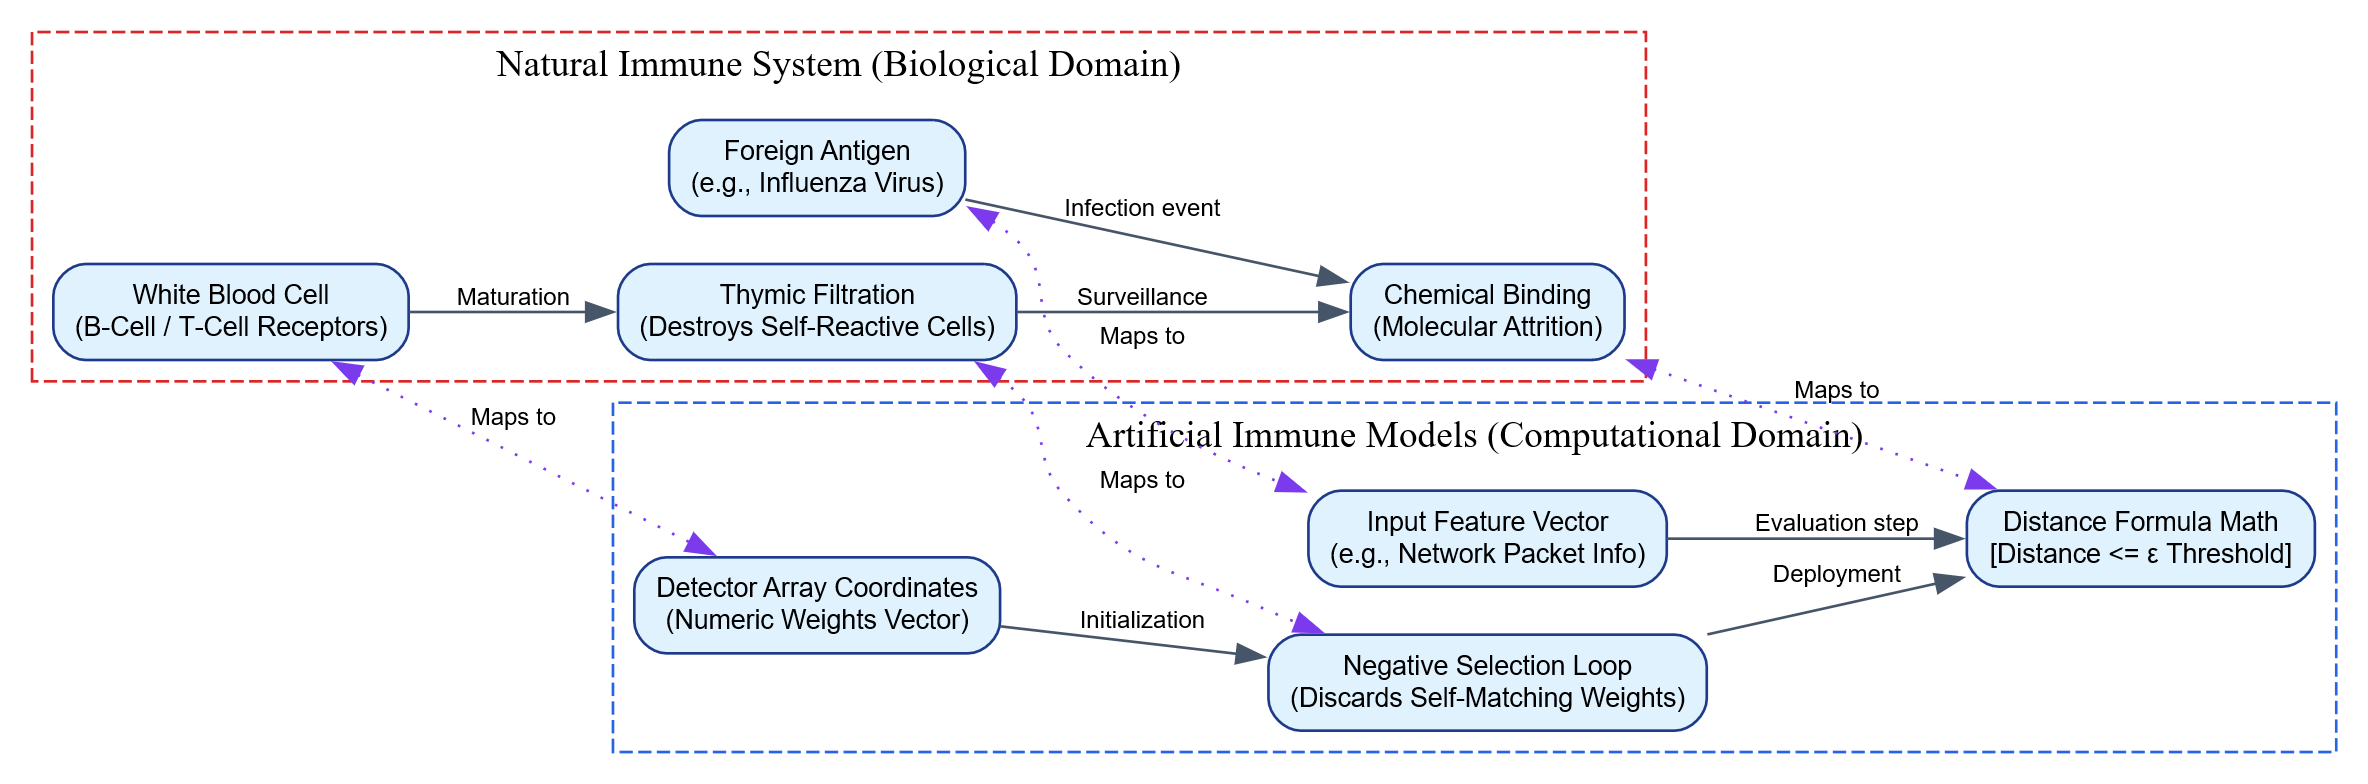 Natural Immune System (Biological Domain)
Foreign Antigen
(e.g., Influenza Virus)
Infection event
White Blood Cell
(B-Cell / T-Cell Receptors)
Maturation
Thymic Filtration
(Destroys Self-Reactive Cells)
Surveillance
Chemical Binding
(Molecular Attrition)
Maps to
Maps to
Maps to
Maps to
Artificial Immune Models (Computational Domain)
Input Feature Vector
(e.g., Network Packet Info)
Evaluation step
Distance Formula Math
[Distance <= ε Threshold]
Deployment
Detector Array Coordinates
(Numeric Weights Vector)
Initialization
Negative Selection Loop
(Discards Self-Matching Weights)